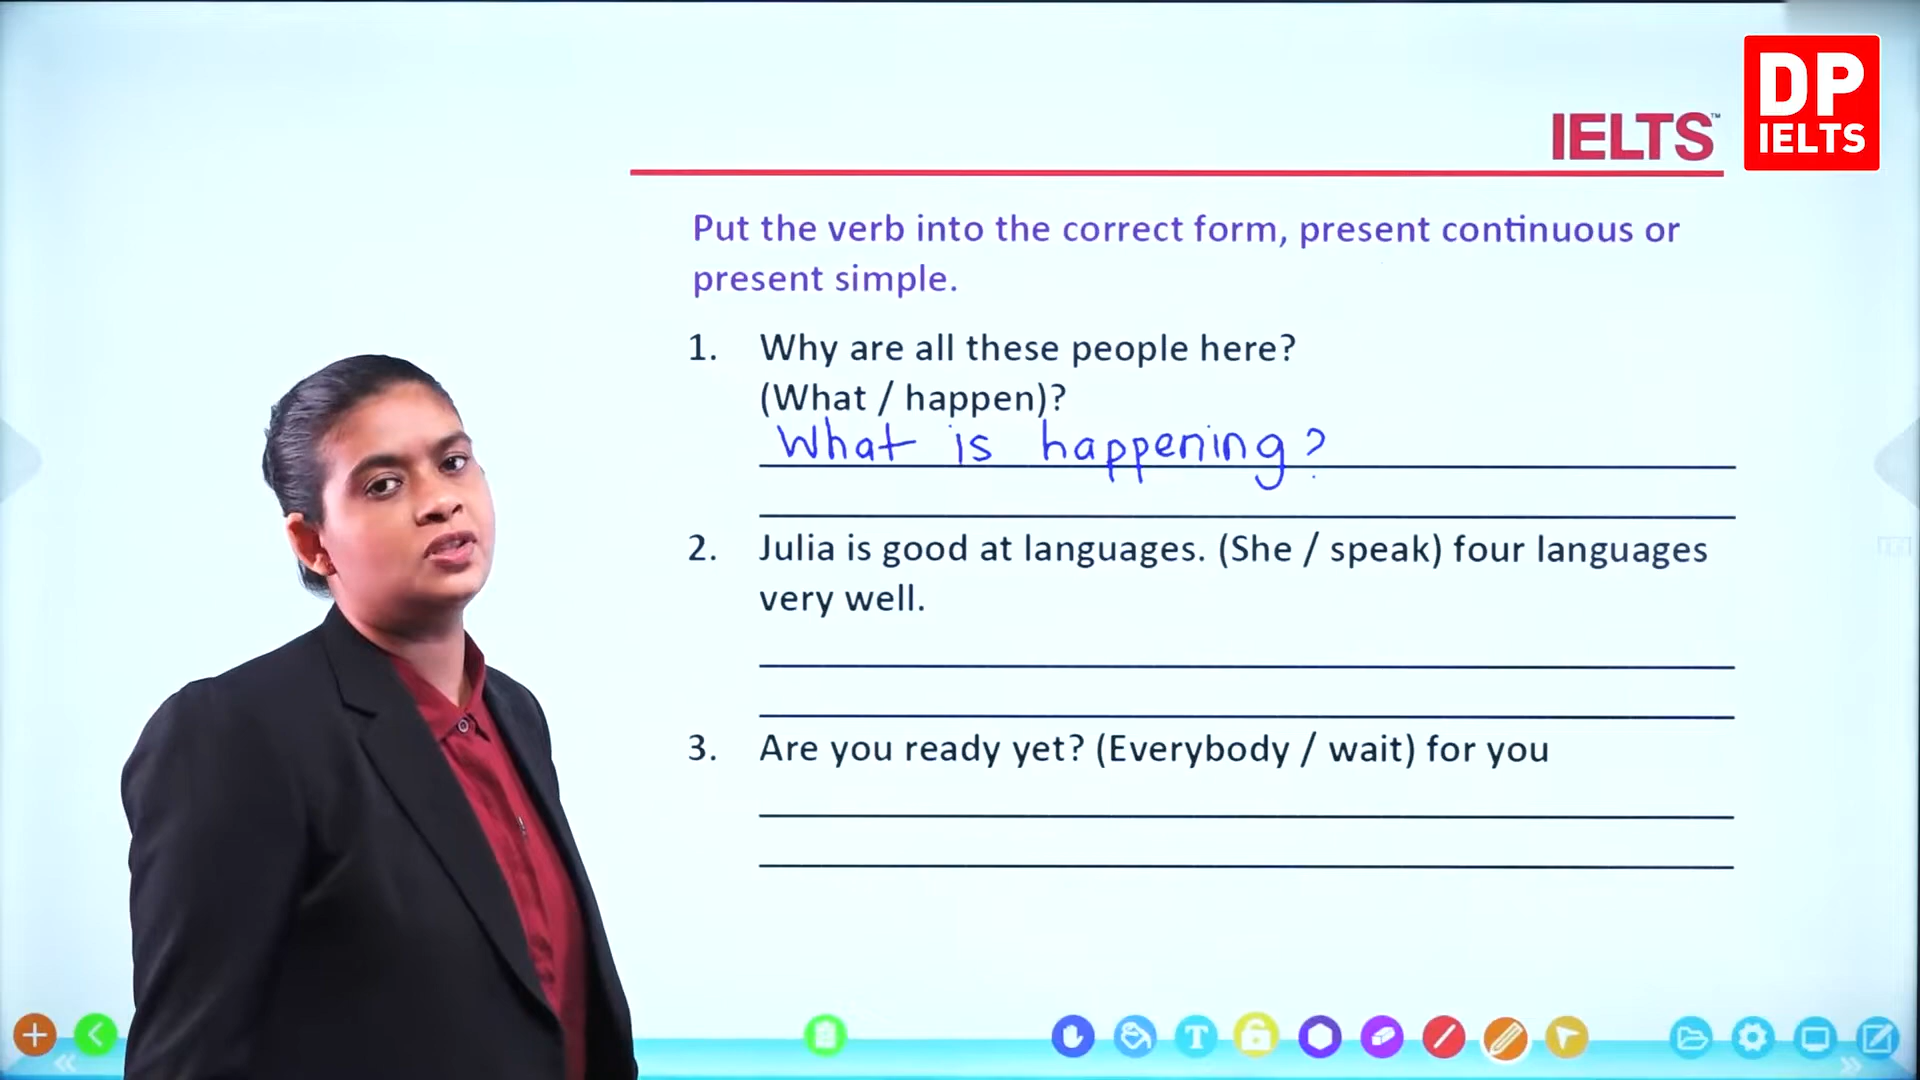 DP
IELTS
IELTS™
Put the verb into the correct form, present continuous or
present simple.
1. Why are all these people here?
(What / happen)?
What is happening?
2. Julia is good at languages. (She / speak) four languages
very well.
3. Are you ready yet? (Everybody / wait) for you
T